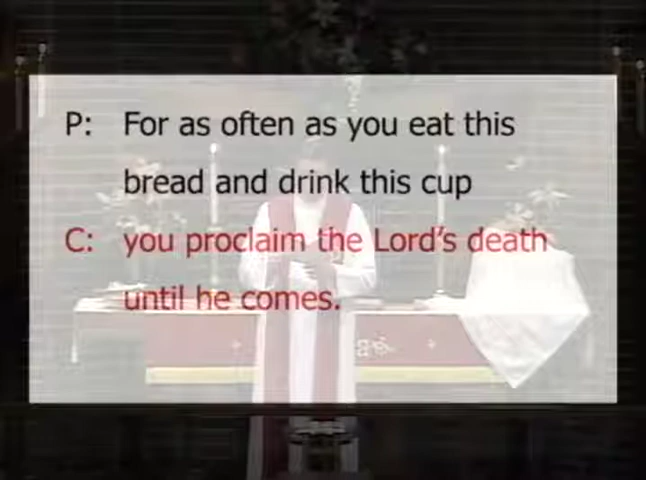 P: For as often as you eat this
bread and drink this cup
C: you proclaim the Lord's death
until he comes.